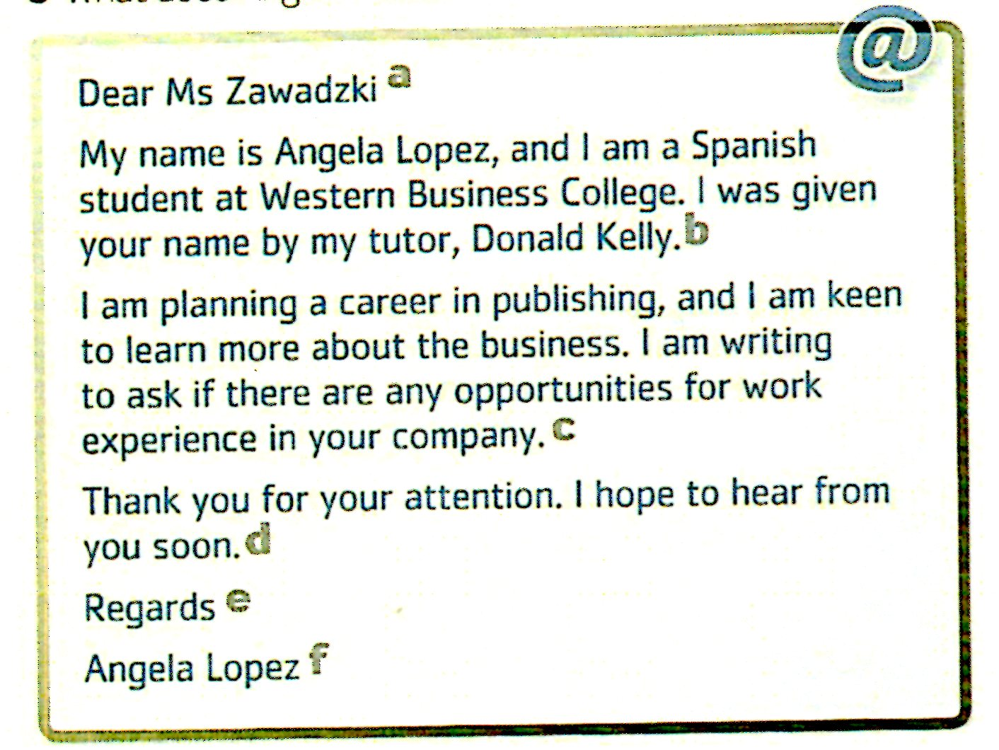 @
Dear Ms Zawadzki a
My name is Angela Lopez, and I am a Spanish
student at Western Business College. I was given
your name by my tutor, Donald Kelly. b
I am planning a career in publishing, and I am keen
to learn more about the business. I am writing
to ask if there are any opportunities for work
experience in your company. c
Thank you for your attention. I hope to hear from
you soon. d
Regards e
Angela Lopez f